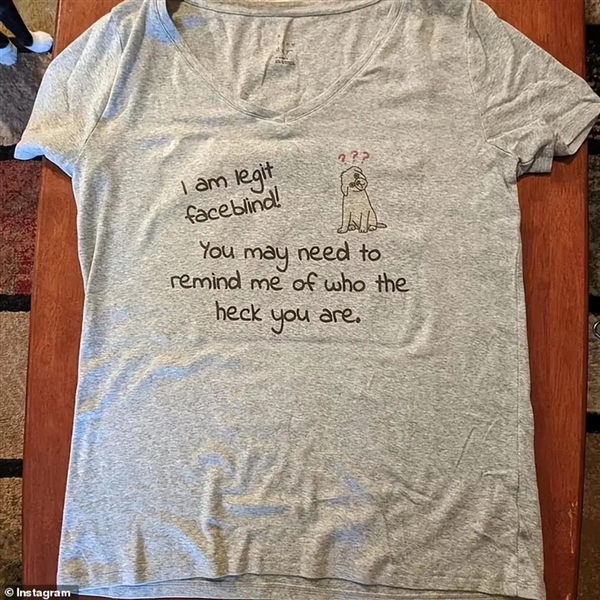 I am legit
faceblind!
???
You may need to
remind me of who the
heck you are.
© Instagram